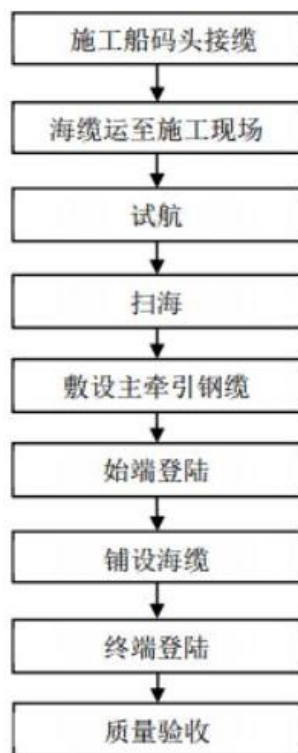 施工船码头接缆
海缆运至施工现场
试航
扫海
敷设主牵引钢缆
始端登陆
铺设海缆
终端登陆
质量验收